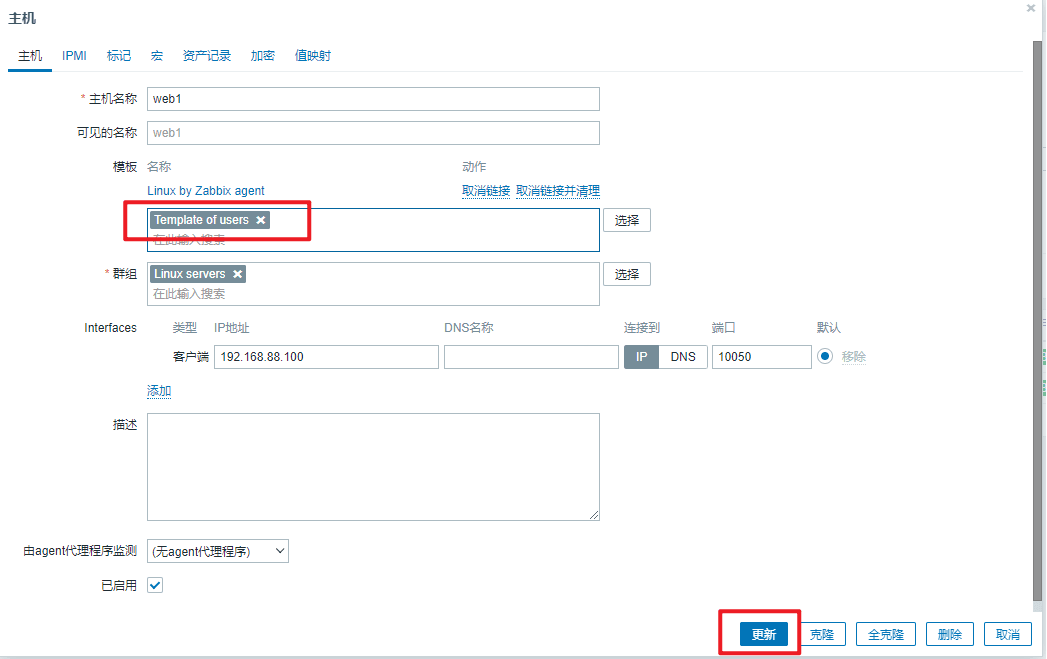 主机
主机 IPMI 标记 宏 资产记录 加密 值映射
* 主机名称 web1
可见的名称 web1
模板 名称 动作
Linux by Zabbix agent 取消链接 取消链接并清理
Template of users 选择
在此输入搜索
* 群组 Linux servers 选择
在此输入搜索
Interfaces 类型 IP地址 DNS名称 连接到 端口 默认
客户端 192.168.88.100 IP DNS 10050 移除
添加
描述
由agent代理程序监测 (无agent代理程序)
已启用
更新 克隆 全克隆 删除 取消